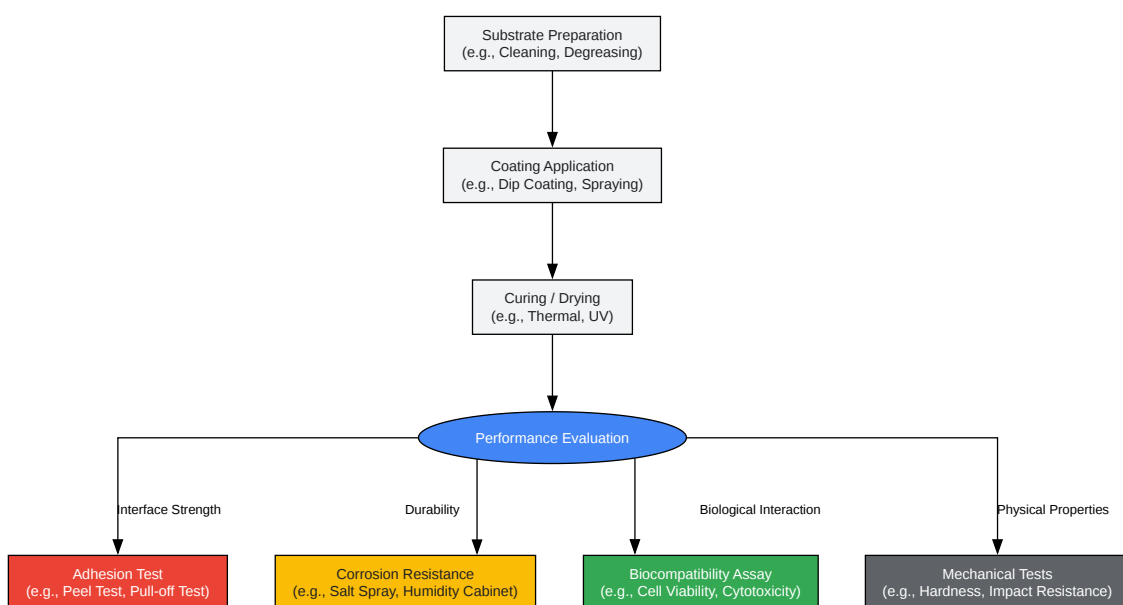 Substrate Preparation
(e.g., Cleaning, Degreasing)
Coating Application
(e.g., Dip Coating, Spraying)
Curing / Drying
(e.g., Thermal, UV)
Performance Evaluation
Interface Strength
Durability
Biological Interaction
Physical Properties
Adhesion Test
(e.g., Peel Test, Pull-off Test)
Corrosion Resistance
(e.g., Salt Spray, Humidity Cabinet)
Biocompatibility Assay
(e.g., Cell Viability, Cytotoxicity)
Mechanical Tests
(e.g., Hardness, Impact Resistance)